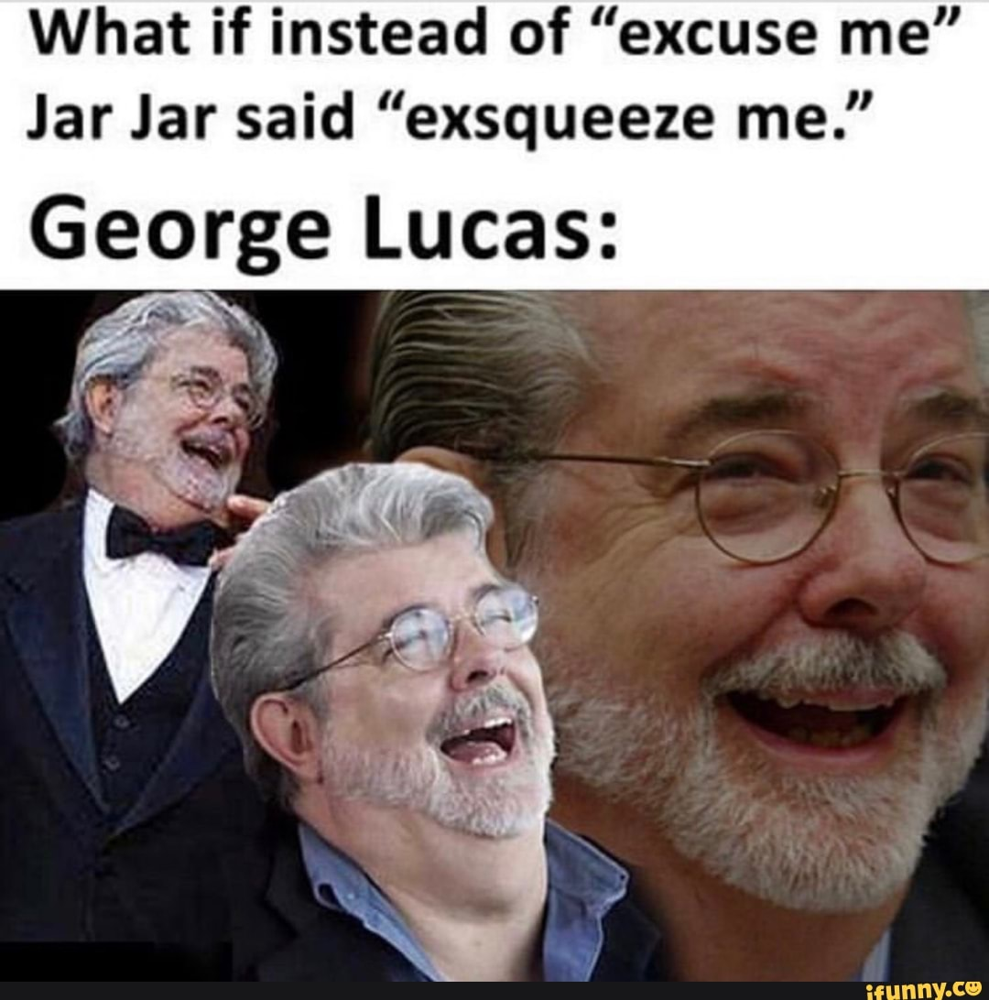 What if instead of “excuse me”
Jar Jar said “exsqueeze me.”
George Lucas:
ifunny.co